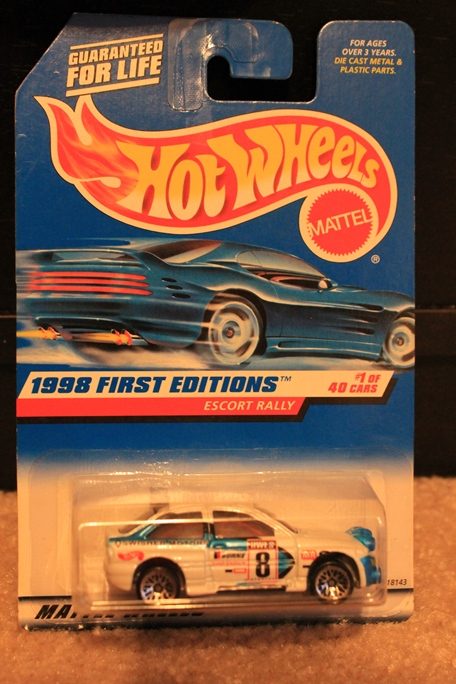 GUARANTEED
FOR LIFE
FOR AGES
OVER 3 YEARS.
DIE CAST METAL &
PLASTIC PARTS.
HOT WHEELS
MATTEL
®
1998 FIRST EDITIONS™
#1 OF
40 CARS
ESCORT RALLY
8
18143